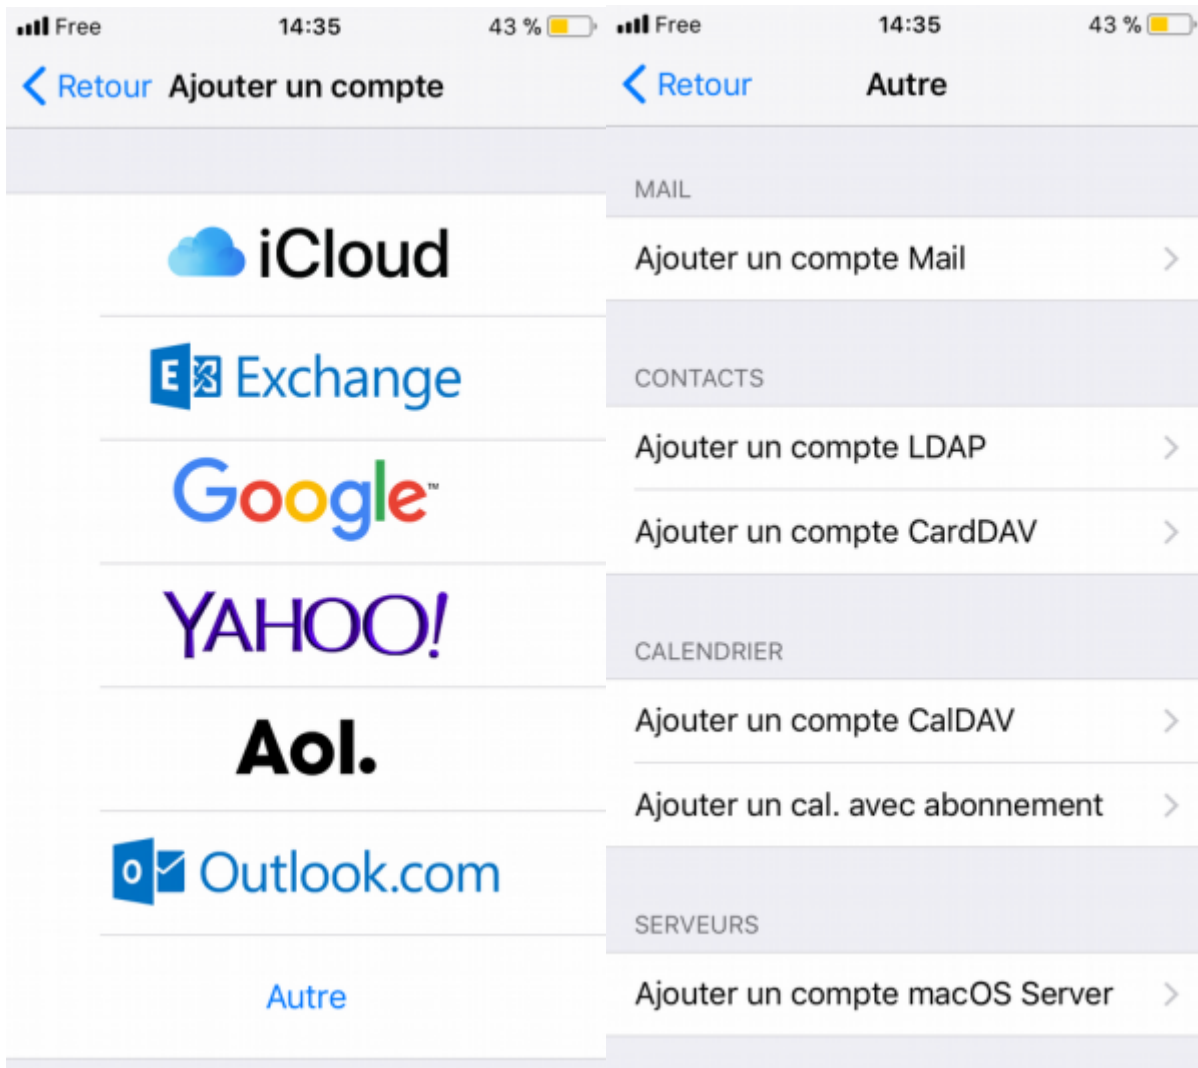 Free 14:35 43 %
Retour Ajouter un compte
iCloud
E Exchange
Google™
YAHOO!
Aol.
o Outlook.com
Autre
Free 14:35 43 %
Retour Autre
MAIL
Ajouter un compte Mail
CONTACTS
Ajouter un compte LDAP
Ajouter un compte CardDAV
CALENDRIER
Ajouter un compte CalDAV
Ajouter un cal. avec abonnement
SERVEURS
Ajouter un compte macOS Server